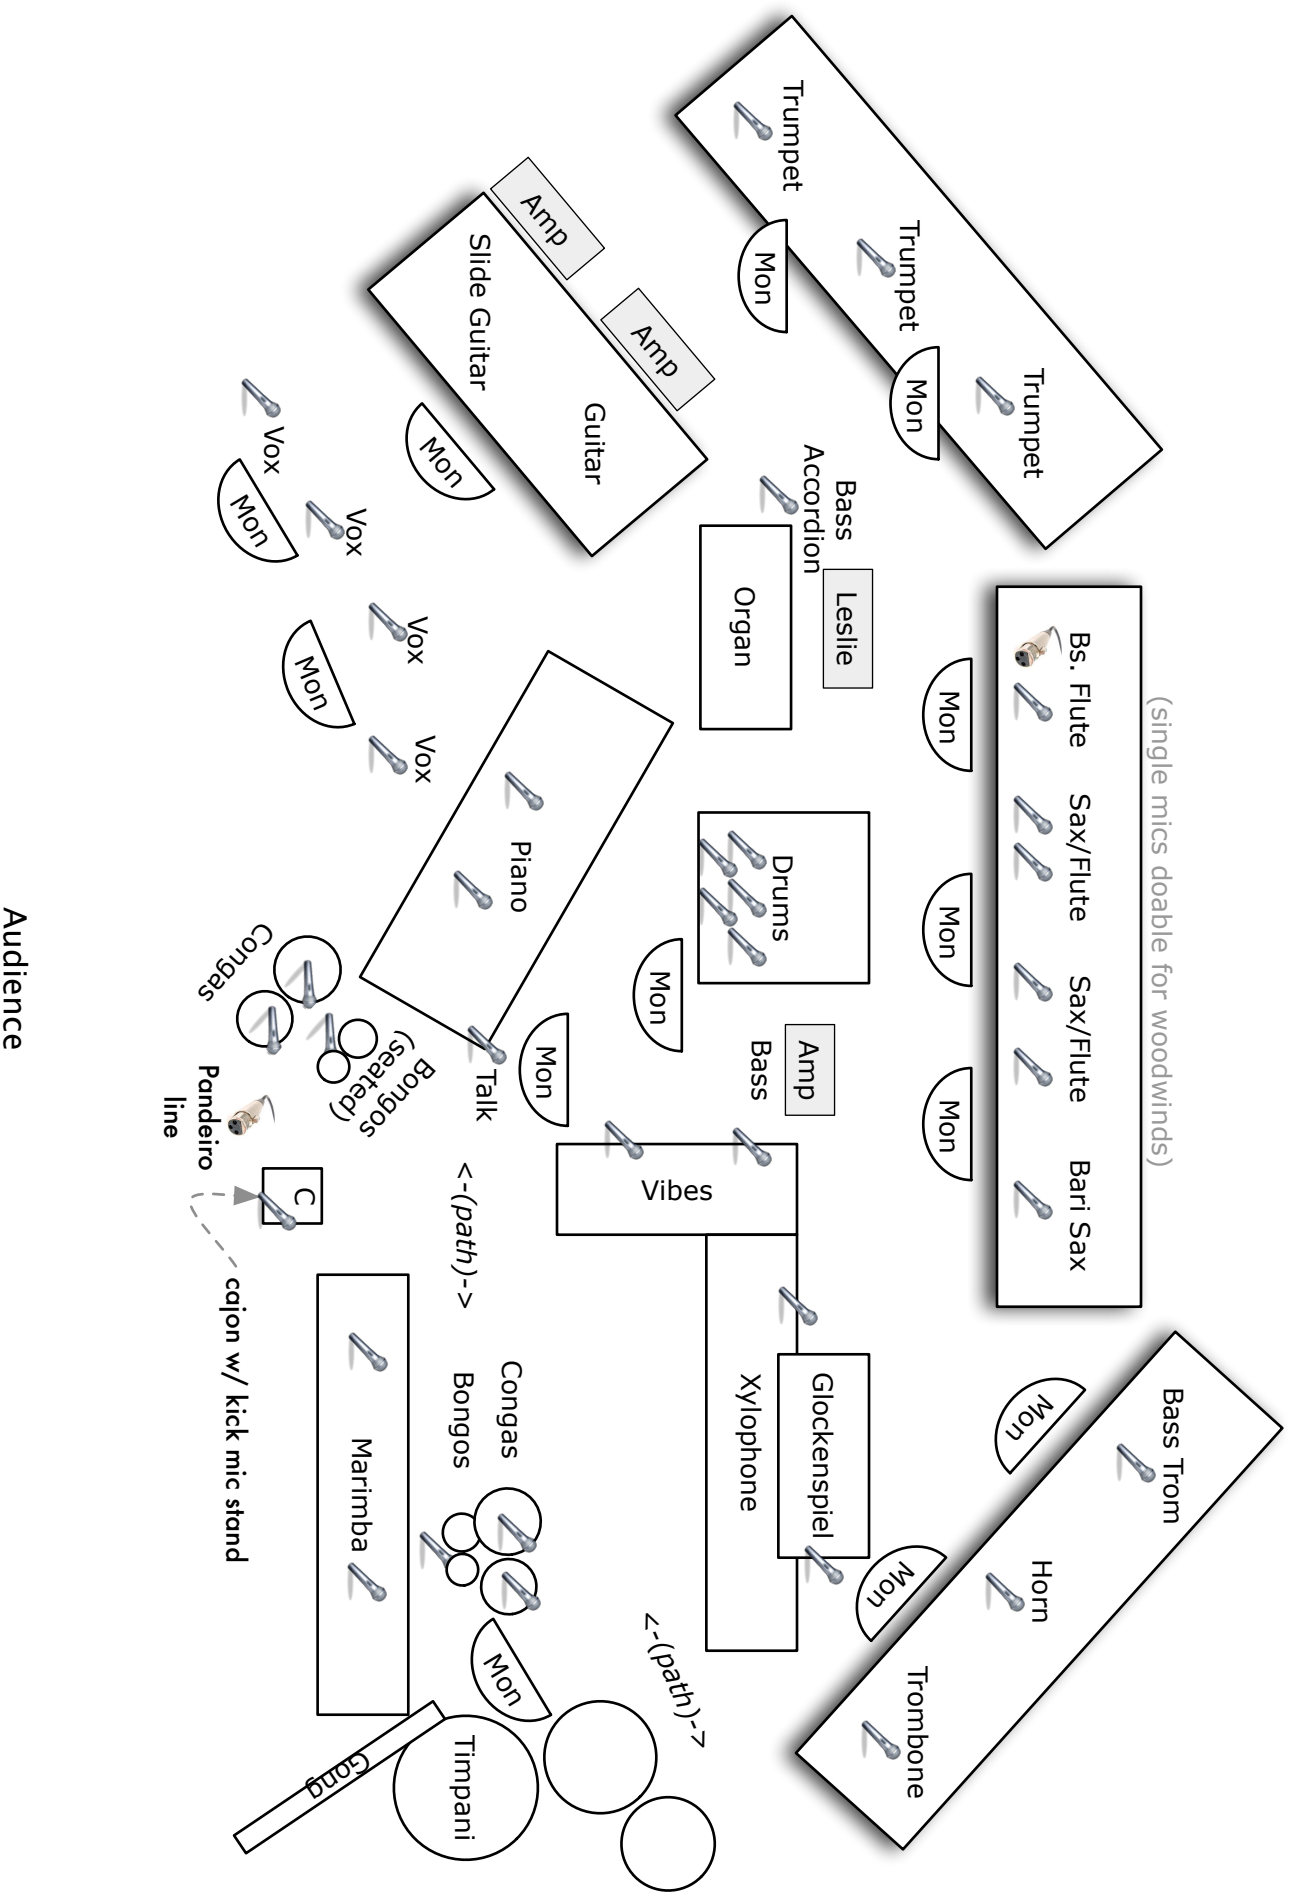 (single mics doable for woodwinds)
Bs. Flute
Sax/Flute
Sax/Flute
Bari Sax
Mon
Mon
Mon
Trumpet
Trumpet
Trumpet
Mon
Mon
Bass Trom
Horn
Trombone
Mon
Mon
Bass
Accordion
Leslie
Organ
Drums
Mon
Amp
Bass
Vibes
Glockenspiel
Xylophone
<-(path)->
Amp
Amp
Slide Guitar
Guitar
Mon
Piano
Talk
Mon
<-(path)->
Congas
Bongos
Mon
Timpani
Gong
Marimba
Vox
Vox
Vox
Vox
Mon
Mon
Congas
Bongos
(seated)
C
Pandeiro
line
cajon w/ kick mic stand
Audience